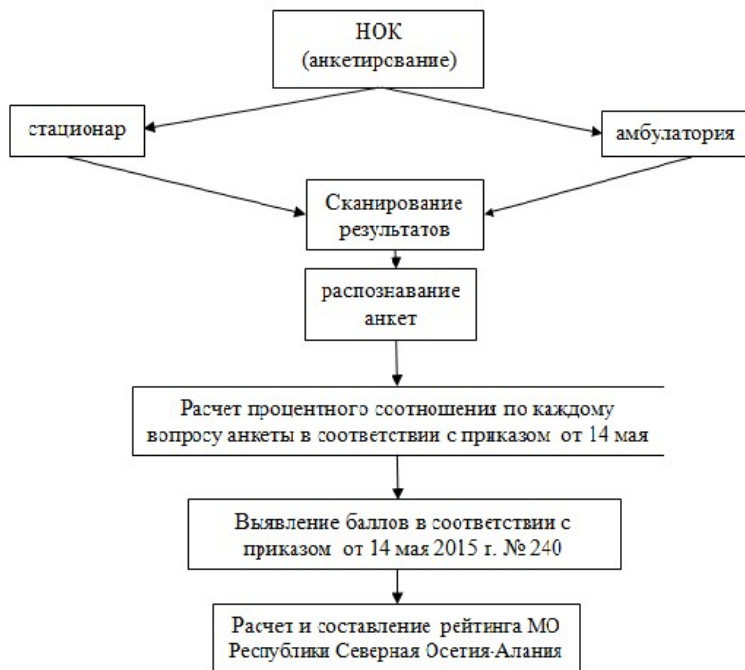 НОК
(анкетирование)
стационар
амбулатория
Сканирование
результатов
распознавание
анкет
Расчет процентного соотношения по каждому
вопросу анкеты в соответствии с приказом от 14 мая
Выявление баллов в соответствии с
приказом от 14 мая 2015 г. № 240
Расчет и составление рейтинга МО
Республики Северная Осетия-Алания